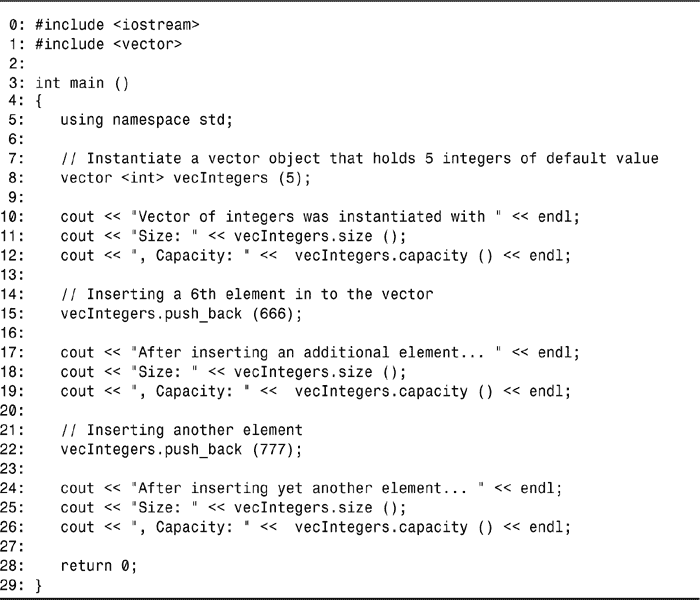 0: #include <iostream>
1: #include <vector>
2:
3: int main ()
4: {
5:    using namespace std;
6:
7:    // Instantiate a vector object that holds 5 integers of default value
8:    vector <int> vecIntegers (5);
9:
10:    cout << "Vector of integers was instantiated with " << endl;
11:    cout << "Size: " << vecIntegers.size ();
12:    cout << ", Capacity: " <<  vecIntegers.capacity () << endl;
13:
14:    // Inserting a 6th element in to the vector
15:    vecIntegers.push_back (666);
16:
17:    cout << "After inserting an additional element... " << endl;
18:    cout << "Size: " << vecIntegers.size ();
19:    cout << ", Capacity: " <<  vecIntegers.capacity () << endl;
20:
21:    // Inserting another element
22:    vecIntegers.push_back (777);
23:
24:    cout << "After inserting yet another element... " << endl;
25:    cout << "Size: " << vecIntegers.size ();
26:    cout << ", Capacity: " <<  vecIntegers.capacity () << endl;
27:
28:    return 0;
29: }